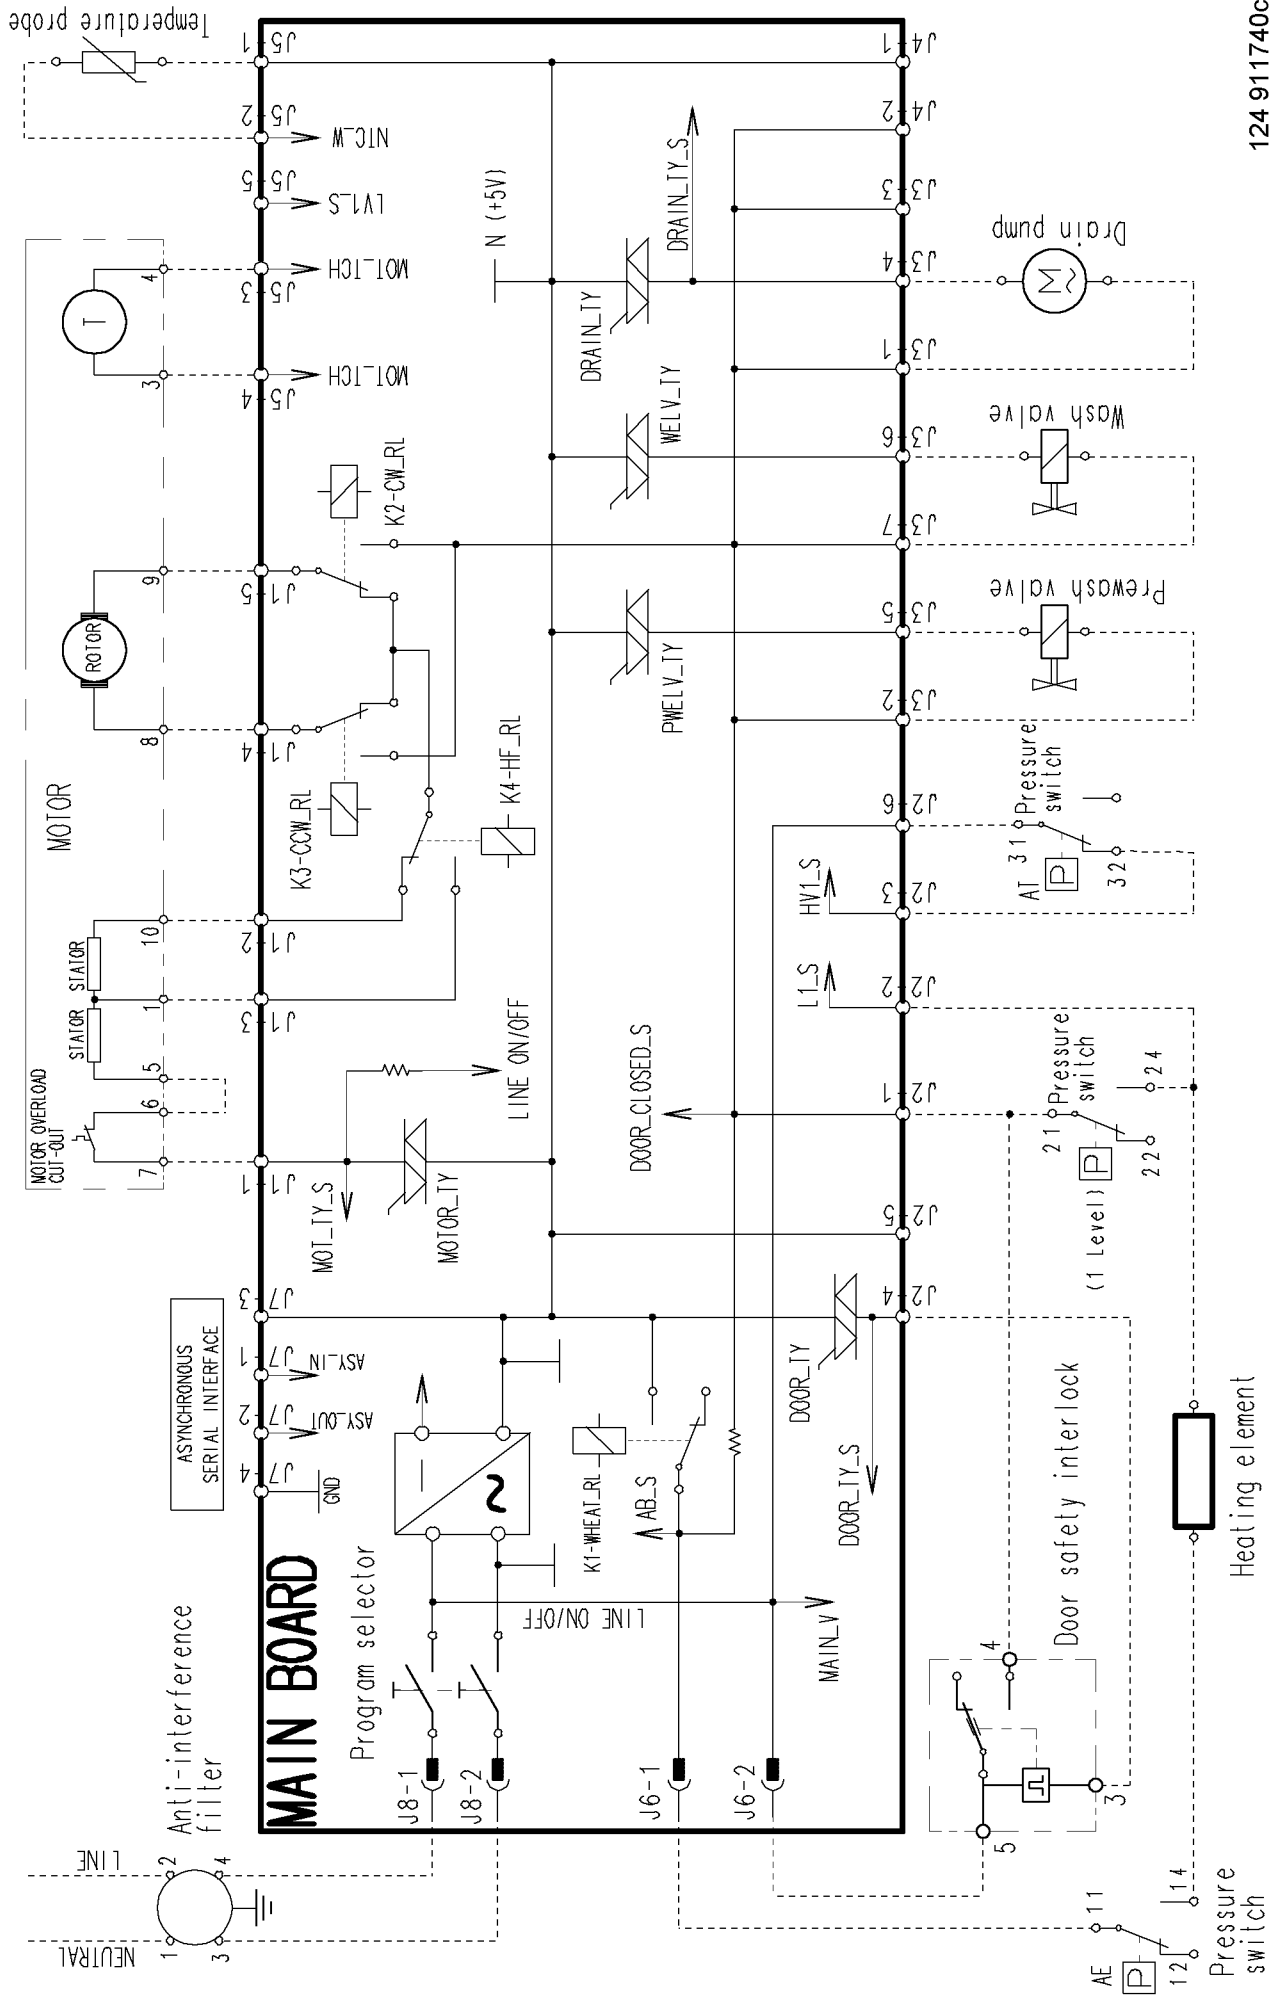 Temperature probe
J5-1
J5-2
NTC_W
J5-5
LV1_S
J5-3
MOT_TCH
J5-4
MOT_TCH
4
3
T
MOTOR
ROTOR
9
8
J1-5
J1-4
K2-CW_RL
K3-CCW_RL
K4-HF_RL
STATOR
STATOR
10
1
5
6
7
MOTOR OVERLOAD
CUT-OUT
J1-2
J1-3
J1-1
MOT_TY_S
MOTOR_TY
LINE ON/OFF
ASYNCHRONOUS
SERIAL INTERFACE
J7-3
J7-1
ASY_IN
J7-2
ASY_OUT
J7-4
GND
MAIN BOARD
Program selector
Anti-interference
filter
LINE
NEUTRAL
2
4
1
3
J8-1
J8-2
J6-1
J6-2
LINE ON/OFF
MAIN_V
K1-WHEAT_RL
AB_S
DOOR_TY
DOOR_TY_S
DOOR_CLOSED_S
N (+5V)
DRAIN_TY
DRAIN_TY_S
WELV_TY
PWELV_TY
HV1_S
L1_S
J4-1
J4-2
J3-3
J3-4
J3-1
J3-6
J3-7
J3-5
J3-2
J2-6
J2-3
J2-2
J2-1
J2-5
J2-4
Drain pump
M
~
Wash valve
Prewash valve
31
Pressure
switch
AT
P
32
21
Pressure
switch
P
(1 Level)
22
24
Door safety interlock
4
5
3
Heating element
11
14
12
AE
P
Pressure
switch
124 911740c